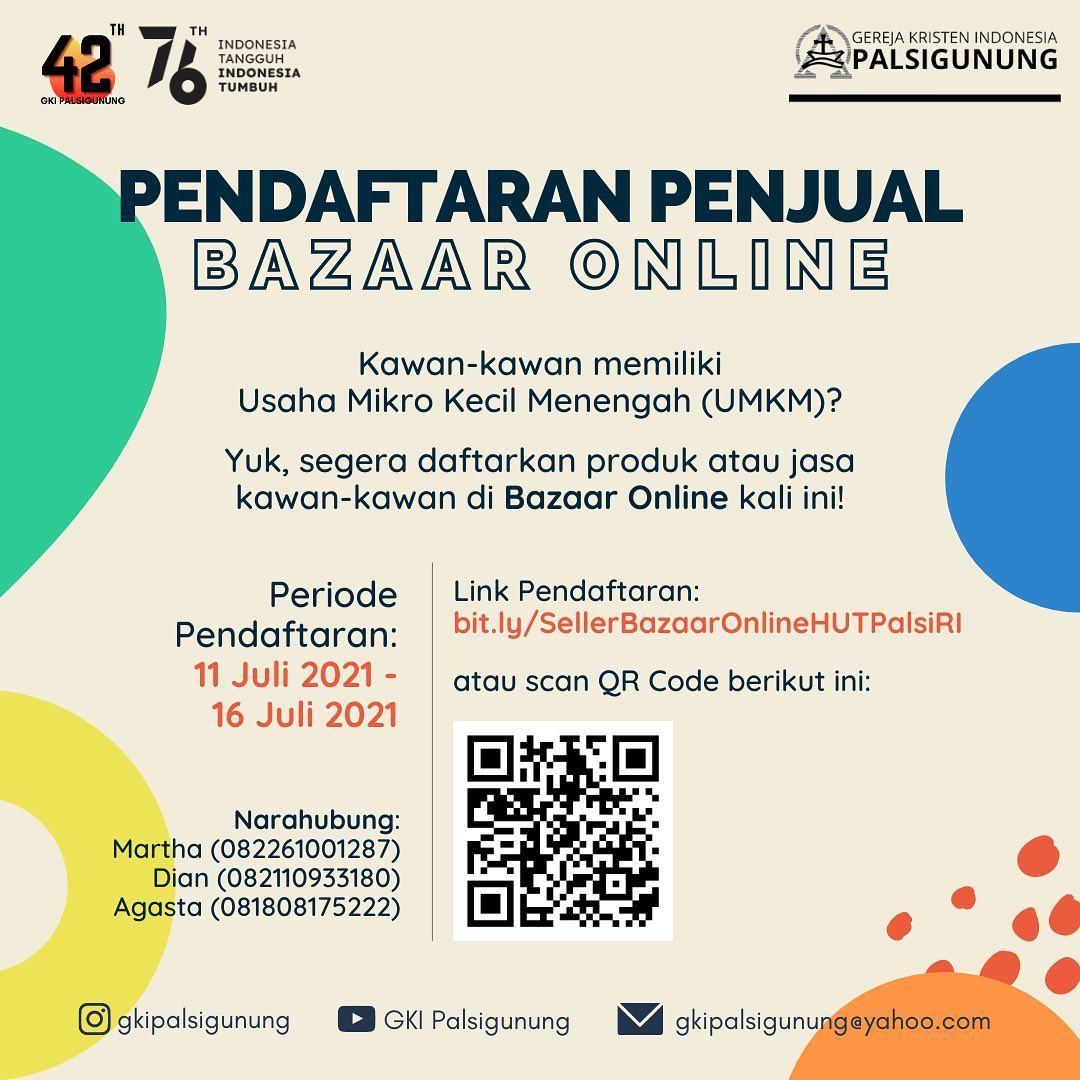 42TH
GKI PALSIGUNUNG
76TH
INDONESIA
TANGGUH
INDONESIA
TUMBUH
GEREJA KRISTEN INDONESIA
PALSIGUNUNG
PENDAFTARAN PENJUAL
BAZAAR ONLINE
Kawan-kawan memiliki
Usaha Mikro Kecil Menengah (UMKM)?
Yuk, segera daftarkan produk atau jasa
kawan-kawan di Bazaar Online kali ini!
Periode
Pendaftaran:
11 Juli 2021 -
16 Juli 2021
Narahubung:
Martha (082261001287)
Dian (082110933180)
Agasta (081808175222)
Link Pendaftaran:
bit.ly/SellerBazaarOnlineHUTPalsiRI
atau scan QR Code berikut ini:
gkipalsigunung
GKI Palsigunung
gkipalsigunung@yahoo.com